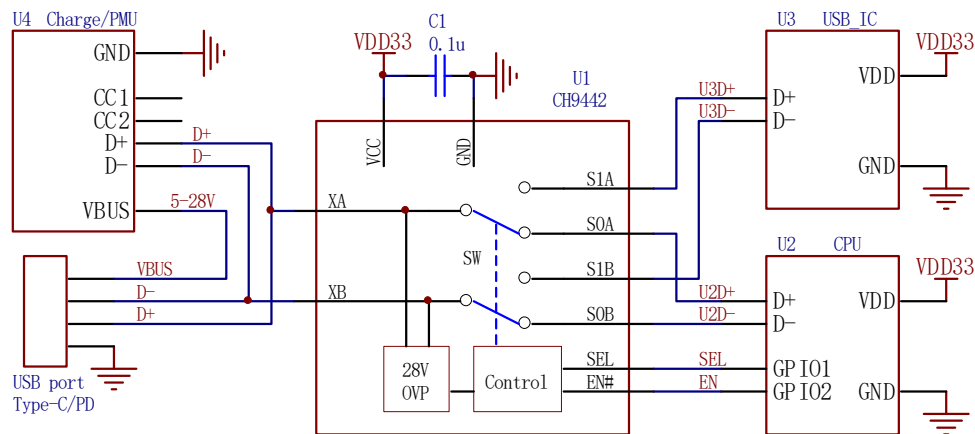 U4 Charge/PMU
GND
CC1
CC2
D+
D-
VBUS
D+
D-
5-28V
VBUS
D-
D+
USB port
Type-C/PD
VDD33
C1
0.1u
U1
CH9442
VCC
GND
XA
XB
SW
S1A
S0A
S1B
S0B
SEL
EN#
28V
OVP
Control
U3D+
U3D-
U2D+
U2D-
SEL
EN
U3 USB_IC
VDD33
VDD
D+
D-
GND
U2 CPU
VDD33
D+
VDD
D-
GPIO1
GPIO2
GND